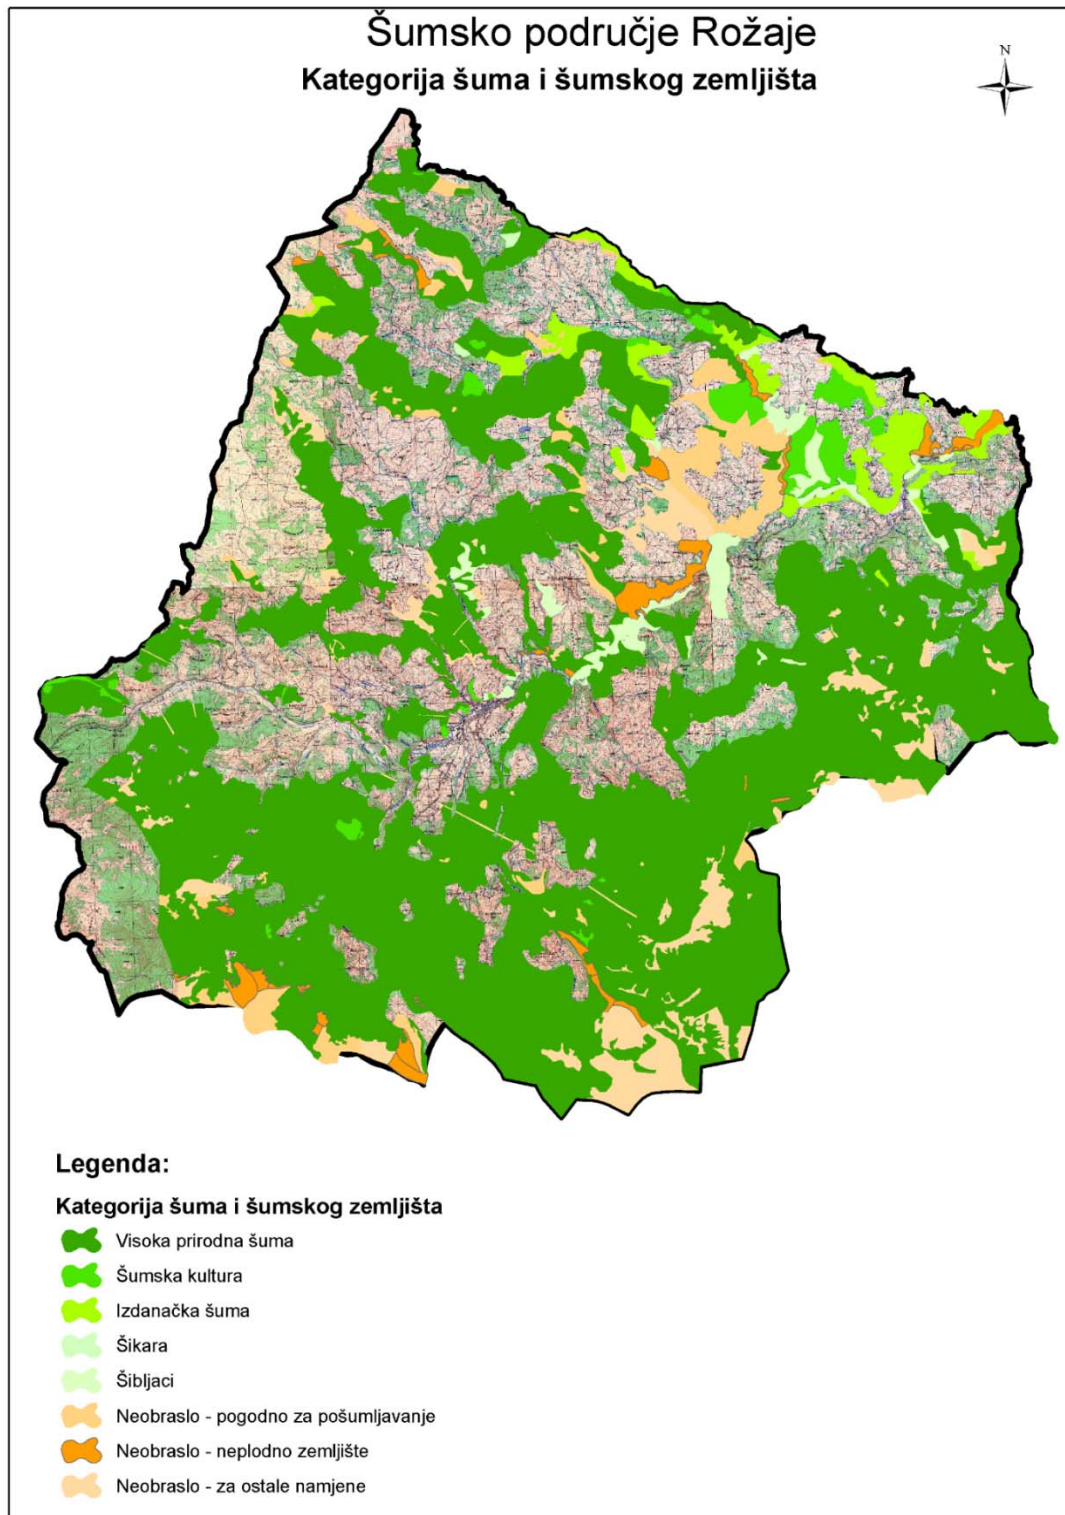 Šumsko područje Rožaje
Kategorija šuma i šumskog zemljišta
N
Legenda:
Kategorija šuma i šumskog zemljišta
Visoka prirodna šuma
Šumska kultura
Izdanačka šuma
Šikara
Šibljaci
Neobraslo - pogodno za pošumljavanje
Neobraslo - neplodno zemljište
Neobraslo - za ostale namjene